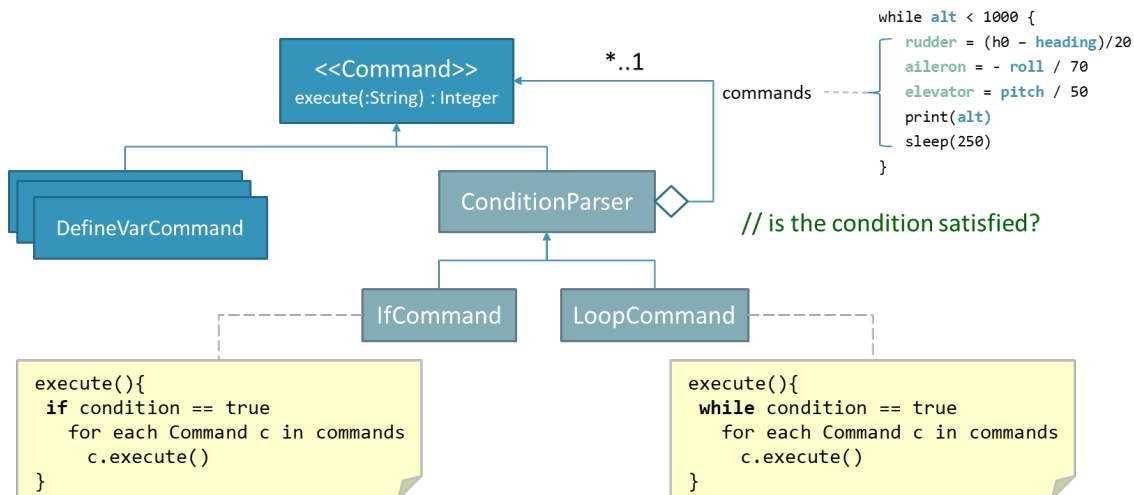 <<Command>>
execute(:String) : Integer
*..1
commands
while alt < 1000 {
rudder = (h0 – heading)/20
aileron = - roll / 70
elevator = pitch / 50
print(alt)
sleep(250)
}
DefineVarCommand
ConditionParser
// is the condition satisfied?
IfCommand
LoopCommand
execute(){
if condition == true
for each Command c in commands
c.execute()
}
execute(){
while condition == true
for each Command c in commands
c.execute()
}